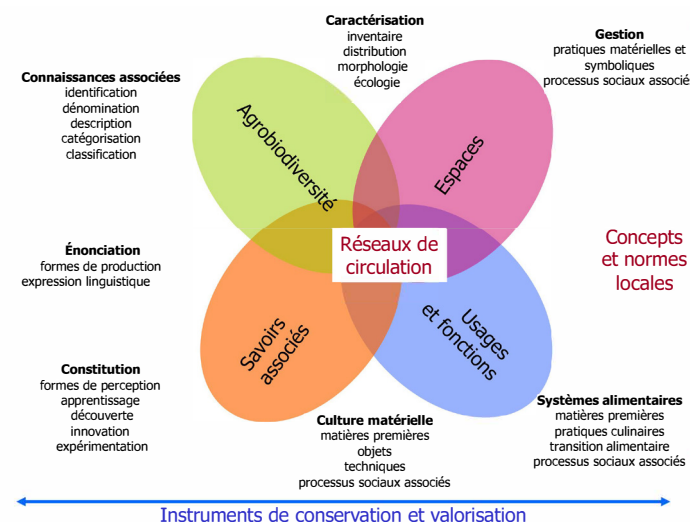 Caractérisation
inventaire
distribution
morphologie
écologie
Gestion
pratiques matérielles et
symboliques
processus sociaux associé
Connaissances associées
identification
dénomination
description
catégorisation
classification
Agrobiodiversité
Espaces
Énonciation
formes de production
expression linguistique
Réseaux de
circulation
Concepts
et normes
locales
Savoirs
associés
Usages
et fonctions
Constitution
formes de perception
apprentissage
découverte
innovation
expérimentation
Culture matérielle
matières premières
objets
techniques
processus sociaux associés
Systèmes alimentaires
matières premières
pratiques culinaires
transition alimentaire
processus sociaux associés
Instruments de conservation et valorisation